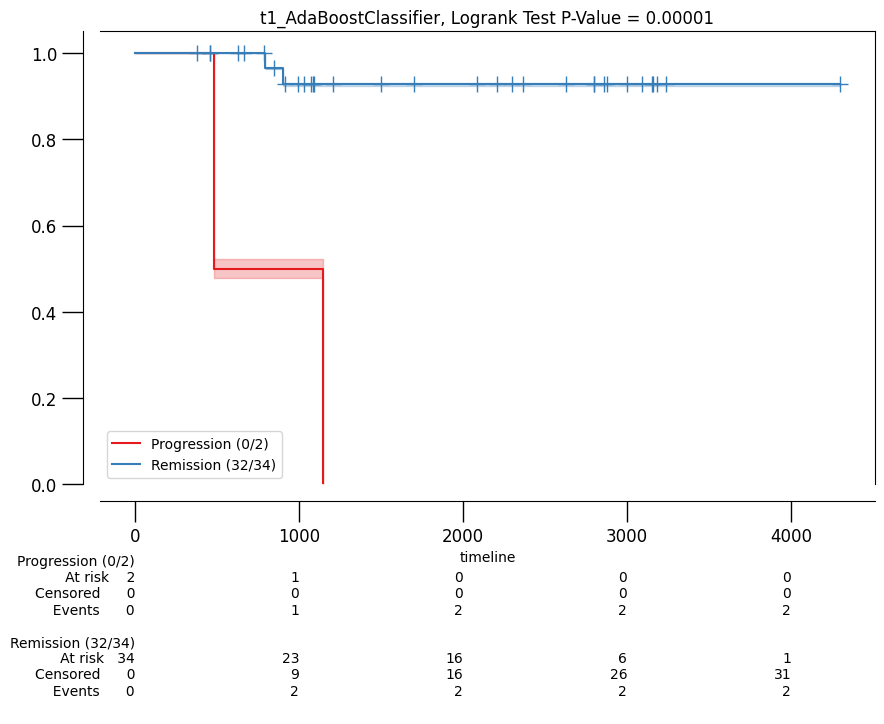 t1_AdaBoostClassifier, Logrank Test P-Value = 0.00001
1.0
0.8
0.6
0.4
0.2
0.0
Progression (0/2)
Remission (32/34)
0 1000 2000 3000 4000
timeline
Progression (0/2)
At risk 2 1 0 0 0
Censored 0 0 0 0 0
Events 0 1 2 2 2
Remission (32/34)
At risk 34 23 16 6 1
Censored 0 9 16 26 31
Events 0 2 2 2 2